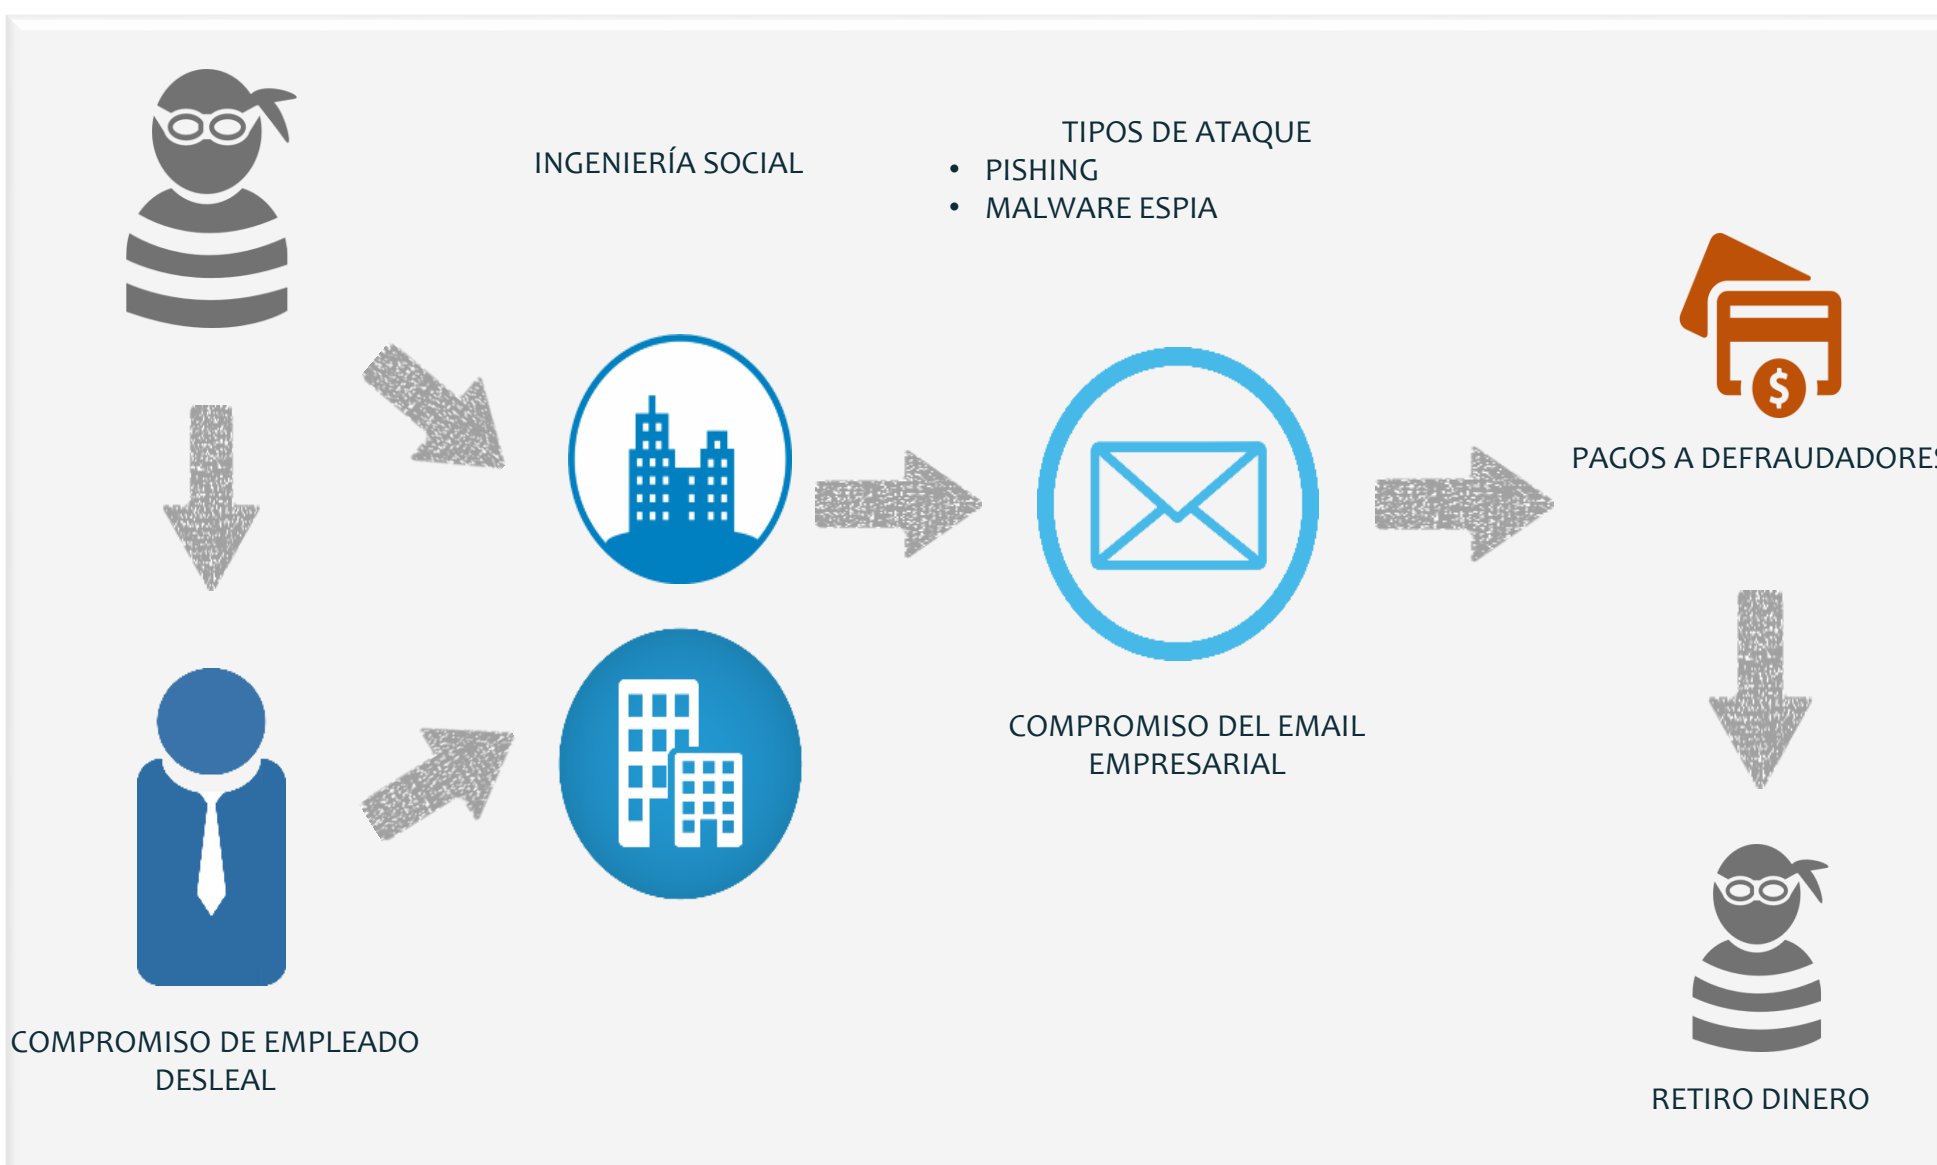 INGENIERÍA SOCIAL
TIPOS DE ATAQUE
• PISHING
• MALWARE ESPIA
PAGOS A DEFRAUDADORES
COMPROMISO DEL EMAIL
EMPRESARIAL
COMPROMISO DE EMPLEADO
DESLEAL
RETIRO DINERO